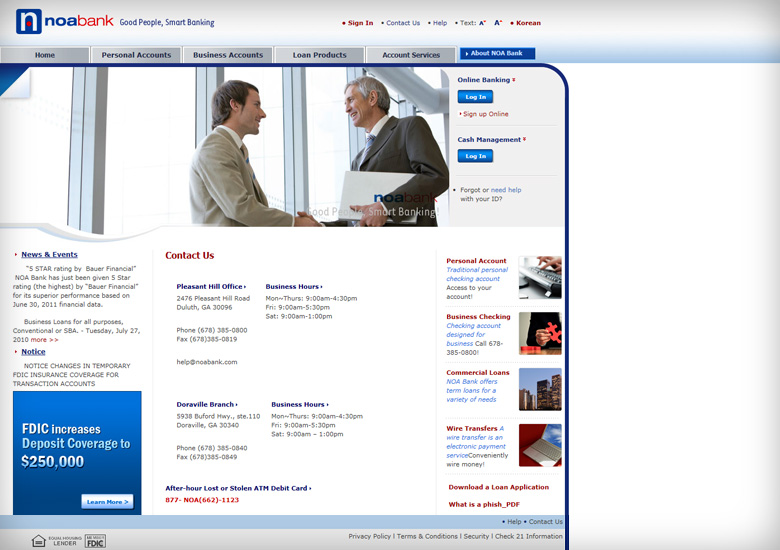 noabank Good People, Smart Banking
Sign In • Contact Us • Help • Text: A- A- • Korean
Home
Personal Accounts
Business Accounts
Loan Products
Account Services
About NOA Bank
noabank
Good People, Smart Banking!
Online Banking
Log In
Sign up Online
Cash Management
Log In
• Forgot or need help
with your ID?
News & Events
"5 STAR rating by Bauer Financial"
NOA Bank has just been given 5 Star
rating (the highest) by "Bauer Financial"
for its superior performance based on
June 30, 2011 financial data.
Business Loans for all purposes,
Conventional or SBA. - Tuesday, July 27,
2010 more >>
Notice
NOTICE CHANGES IN TEMPORARY
FDIC INSURANCE COVERAGE FOR
TRANSACTION ACCOUNTS
FDIC increases
Deposit Coverage to
$250,000
Learn More >
Contact Us
Pleasant Hill Office ›
2476 Pleasant Hill Road
Duluth, GA 30096
Phone (678) 385-0800
Fax (678)385-0819
help@noabank.com
Business Hours ›
Mon~Thurs: 9:00am-4:30pm
Fri: 9:00am-5:30pm
Sat: 9:00am-1:00pm
Doraville Branch ›
5938 Buford Hwy., ste.110
Doraville, GA 30340
Phone (678) 385-0840
Fax (678)385-0849
Business Hours ›
Mon~Thurs: 9:00am-4:30pm
Fri: 9:00am-5:30pm
Sat: 9:00am – 1:00pm
After-hour Lost or Stolen ATM Debit Card ›
877- NOA(662)-1123
Personal Account
Traditional personal
checking account
Access to your
account!
Business Checking
Checking account
designed for
business Call 678-
385-0800!
Commercial Loans
NOA Bank offers
term loans for a
variety of needs
Wire Transfers A
wire transfer is an
electronic payment
serviceConveniently
wire money!
Download a Loan Application
What is a phish_PDF
• Help • Contact Us
EQUAL HOUSING
LENDER
MEMBER
FDIC
Privacy Policy | Terms & Conditions | Security | Check 21 Information